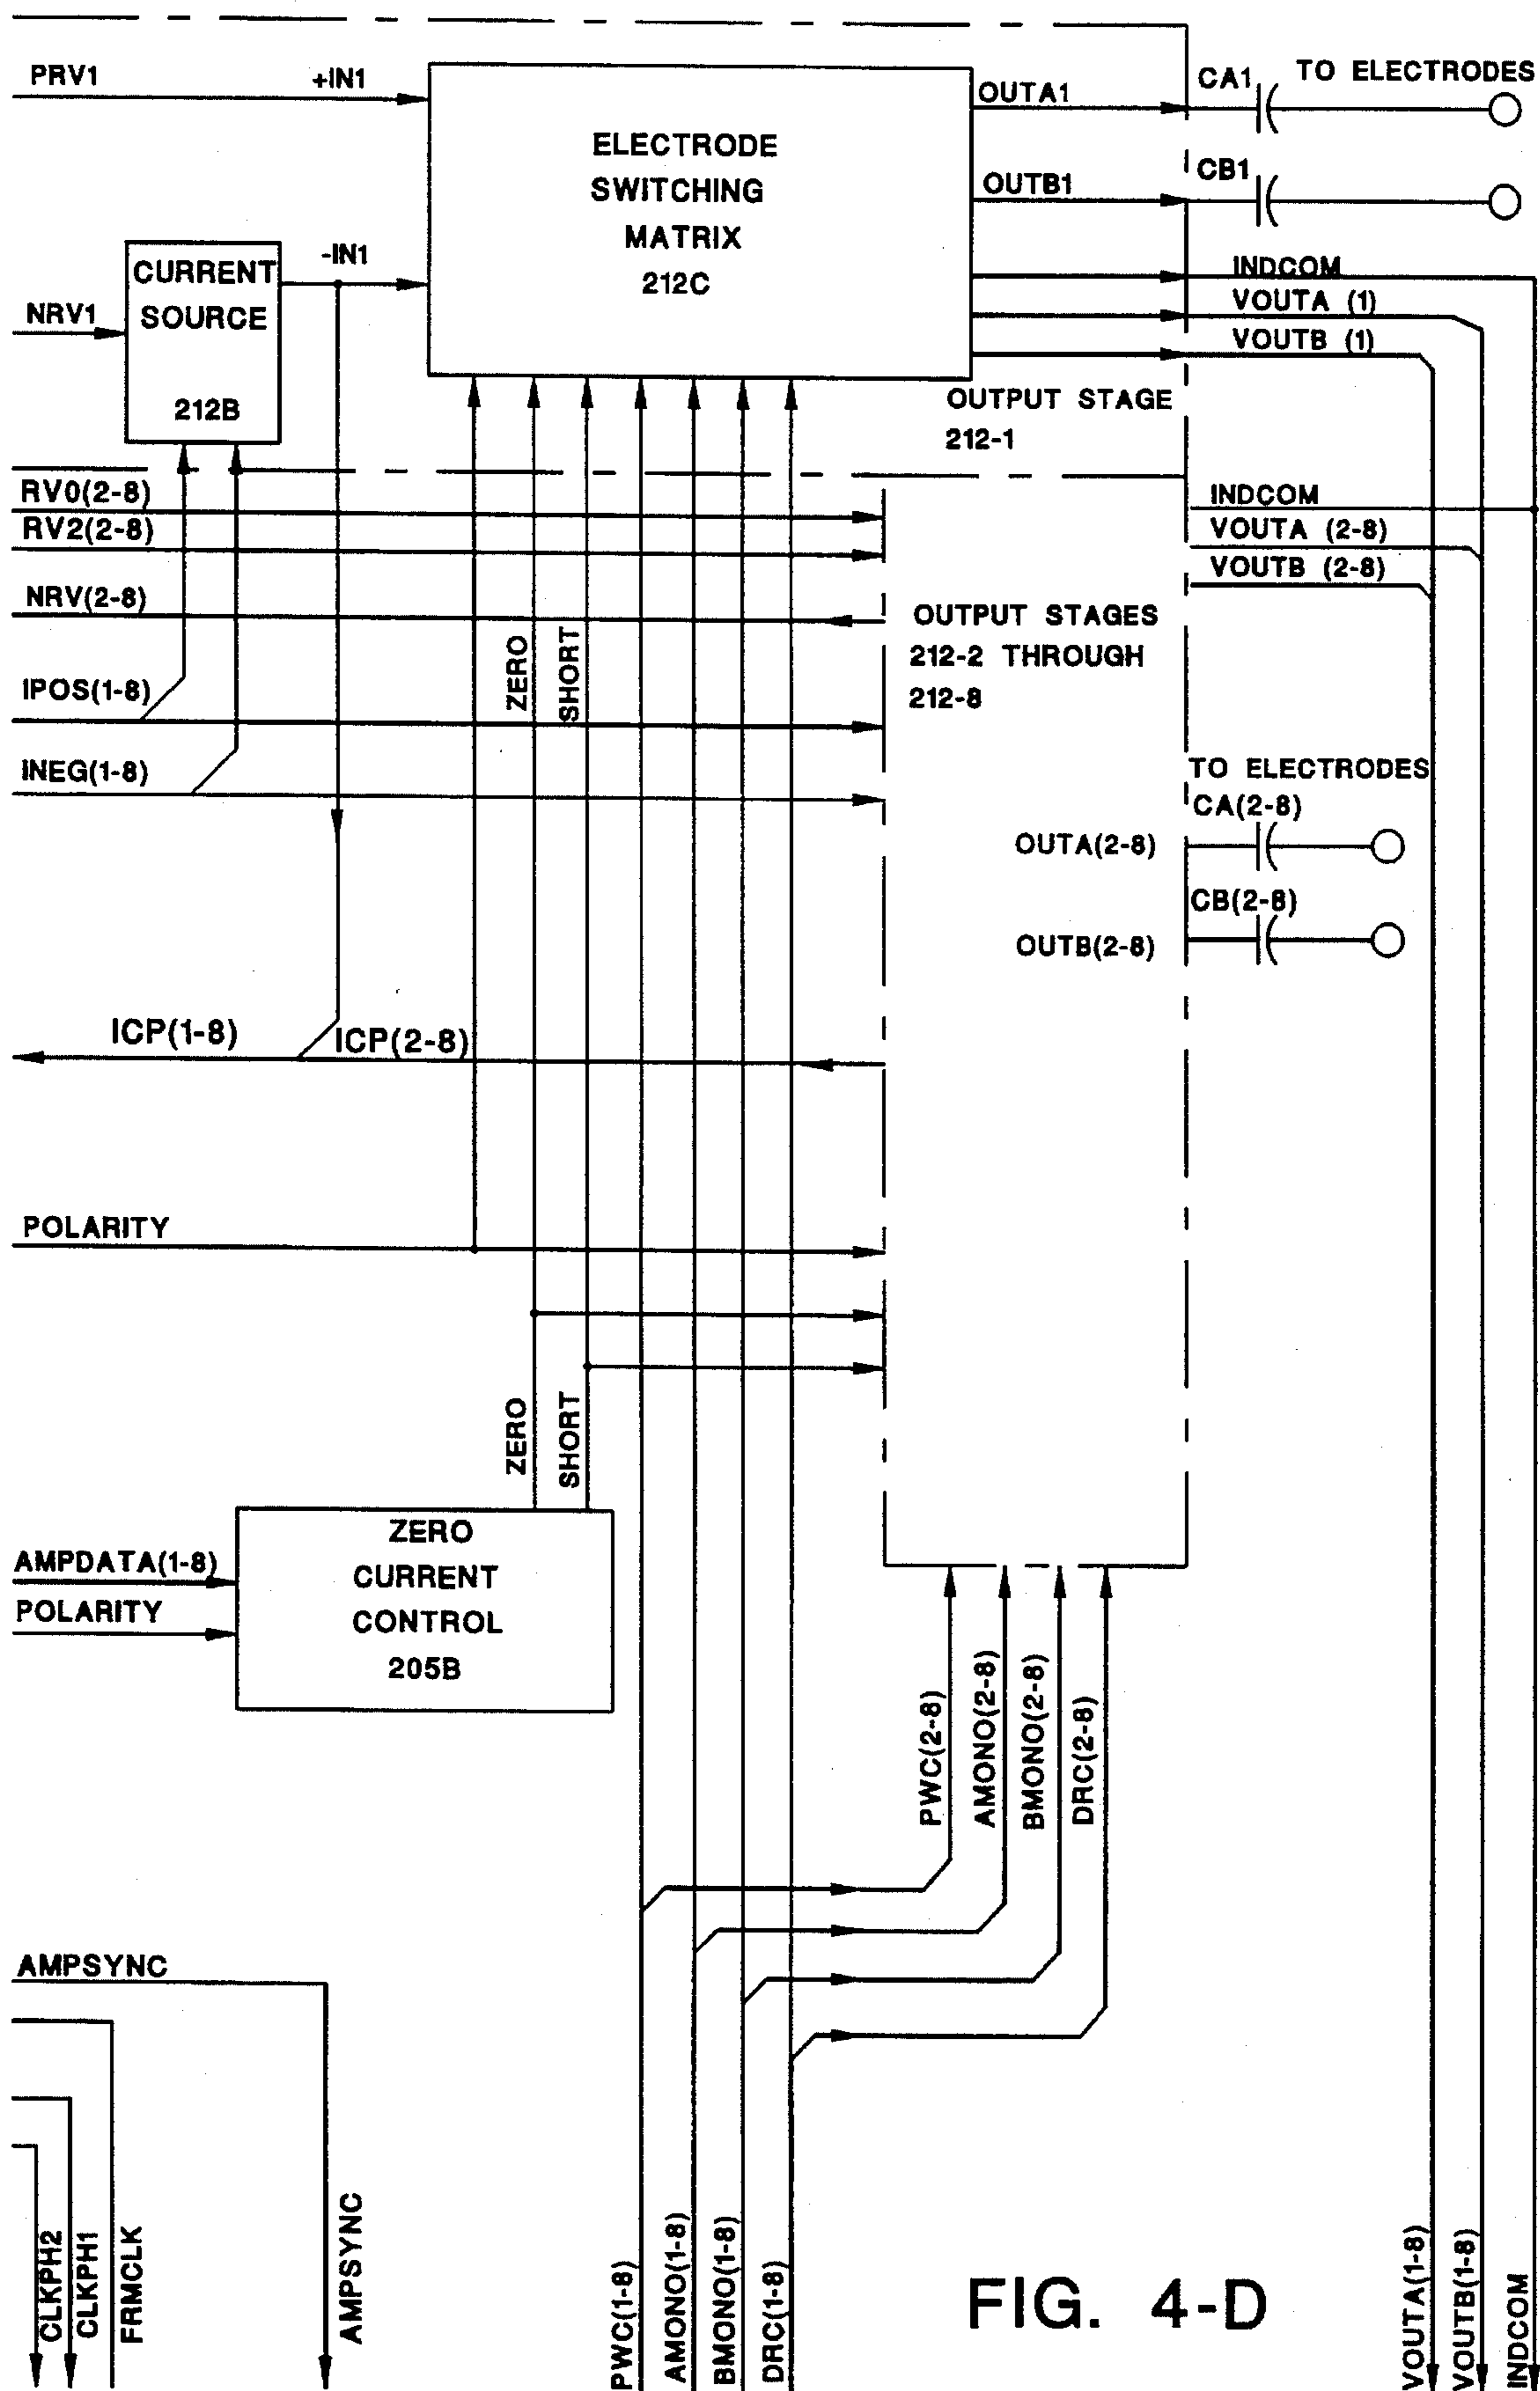 PRV1
+IN1
ELECTRODE
SWITCHING
MATRIX
212C
OUTA1
CA1
TO ELECTRODES
OUTB1
CB1
-IN1
CURRENT
SOURCE
212B
NRV1
INDCOM
VOUTA (1)
VOUTB (1)
OUTPUT STAGE
212-1
RV0(2-8)
RV2(2-8)
NRV(2-8)
IPOS(1-8)
INEG(1-8)
ZERO
SHORT
INDCOM
VOUTA (2-8)
VOUTB (2-8)
OUTPUT STAGES
212-2 THROUGH
212-8
TO ELECTRODES
CA(2-8)
OUTA(2-8)
CB(2-8)
OUTB(2-8)
ICP(1-8)
ICP(2-8)
POLARITY
ZERO
SHORT
AMPDATA(1-8)
POLARITY
ZERO
CURRENT
CONTROL
205B
PWC(2-8)
AMONO(2-8)
BMONO(2-8)
DRC(2-8)
AMPSYNC
CLKPH2
CLKPH1
FRMCLK
AMPSYNC
PWC(1-8)
AMONO(1-8)
BMONO(1-8)
DRC(1-8)
FIG. 4-D
VOUTA(1-8)
VOUTB(1-8)
INDCOM